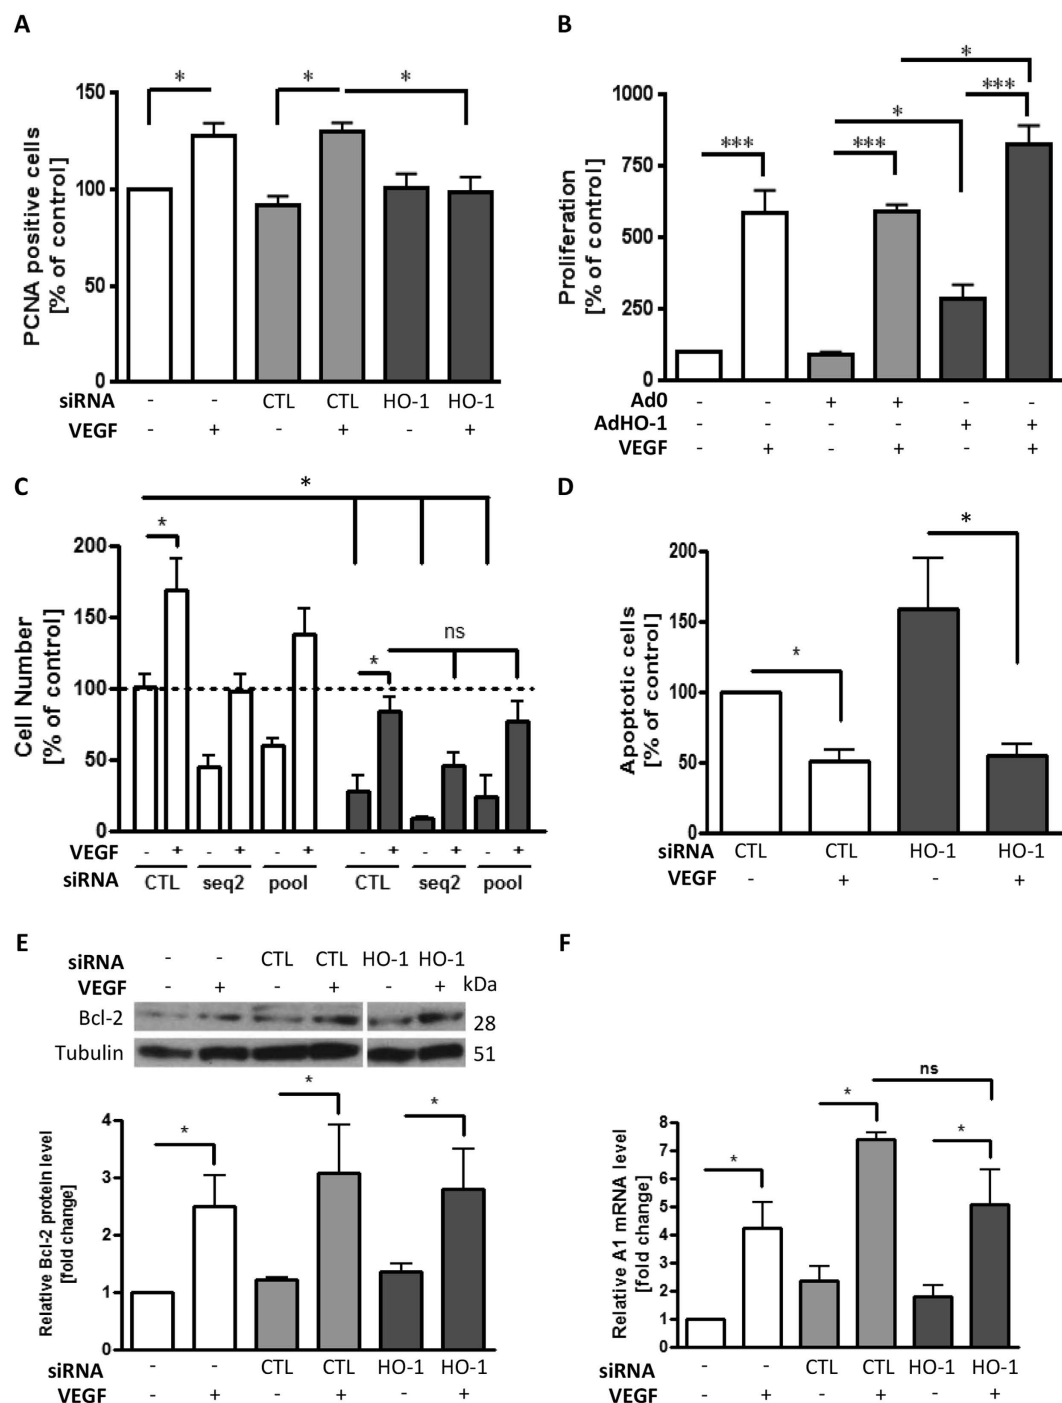 A
PCNA positive cells
[% of control]
150
100
50
0
* * *
siRNA - - CTL CTL HO-1 HO-1
VEGF - + - + - +
B
Proliferation
[% of control]
1000
750
500
250
0
*
***
*
*** ***
Ad0 - - + + - -
AdHO-1 - - - - + +
VEGF - + - + - +
C
Cell Number
[% of control]
200
150
100
50
0
*
*
ns
*
VEGF - + - + - + - + - + - +
siRNA CTL seq2 pool CTL seq2 pool
D
Apoptotic cells
[% of control]
200
150
100
50
0
*
*
siRNA CTL CTL HO-1 HO-1
VEGF - + - +
E
siRNA - - CTL CTL HO-1 HO-1
VEGF - + - + - + kDa
Bcl-2 28
Tubulin 51
Relative Bcl-2 protein level
[fold change]
4
3
2
1
0
* * *
siRNA - - CTL CTL HO-1 HO-1
VEGF - + - + - +
F
Relative A1 mRNA level
[fold change]
8
7
6
5
4
3
2
1
0
ns
*
*
*
siRNA - - CTL CTL HO-1 HO-1
VEGF - + - + - +